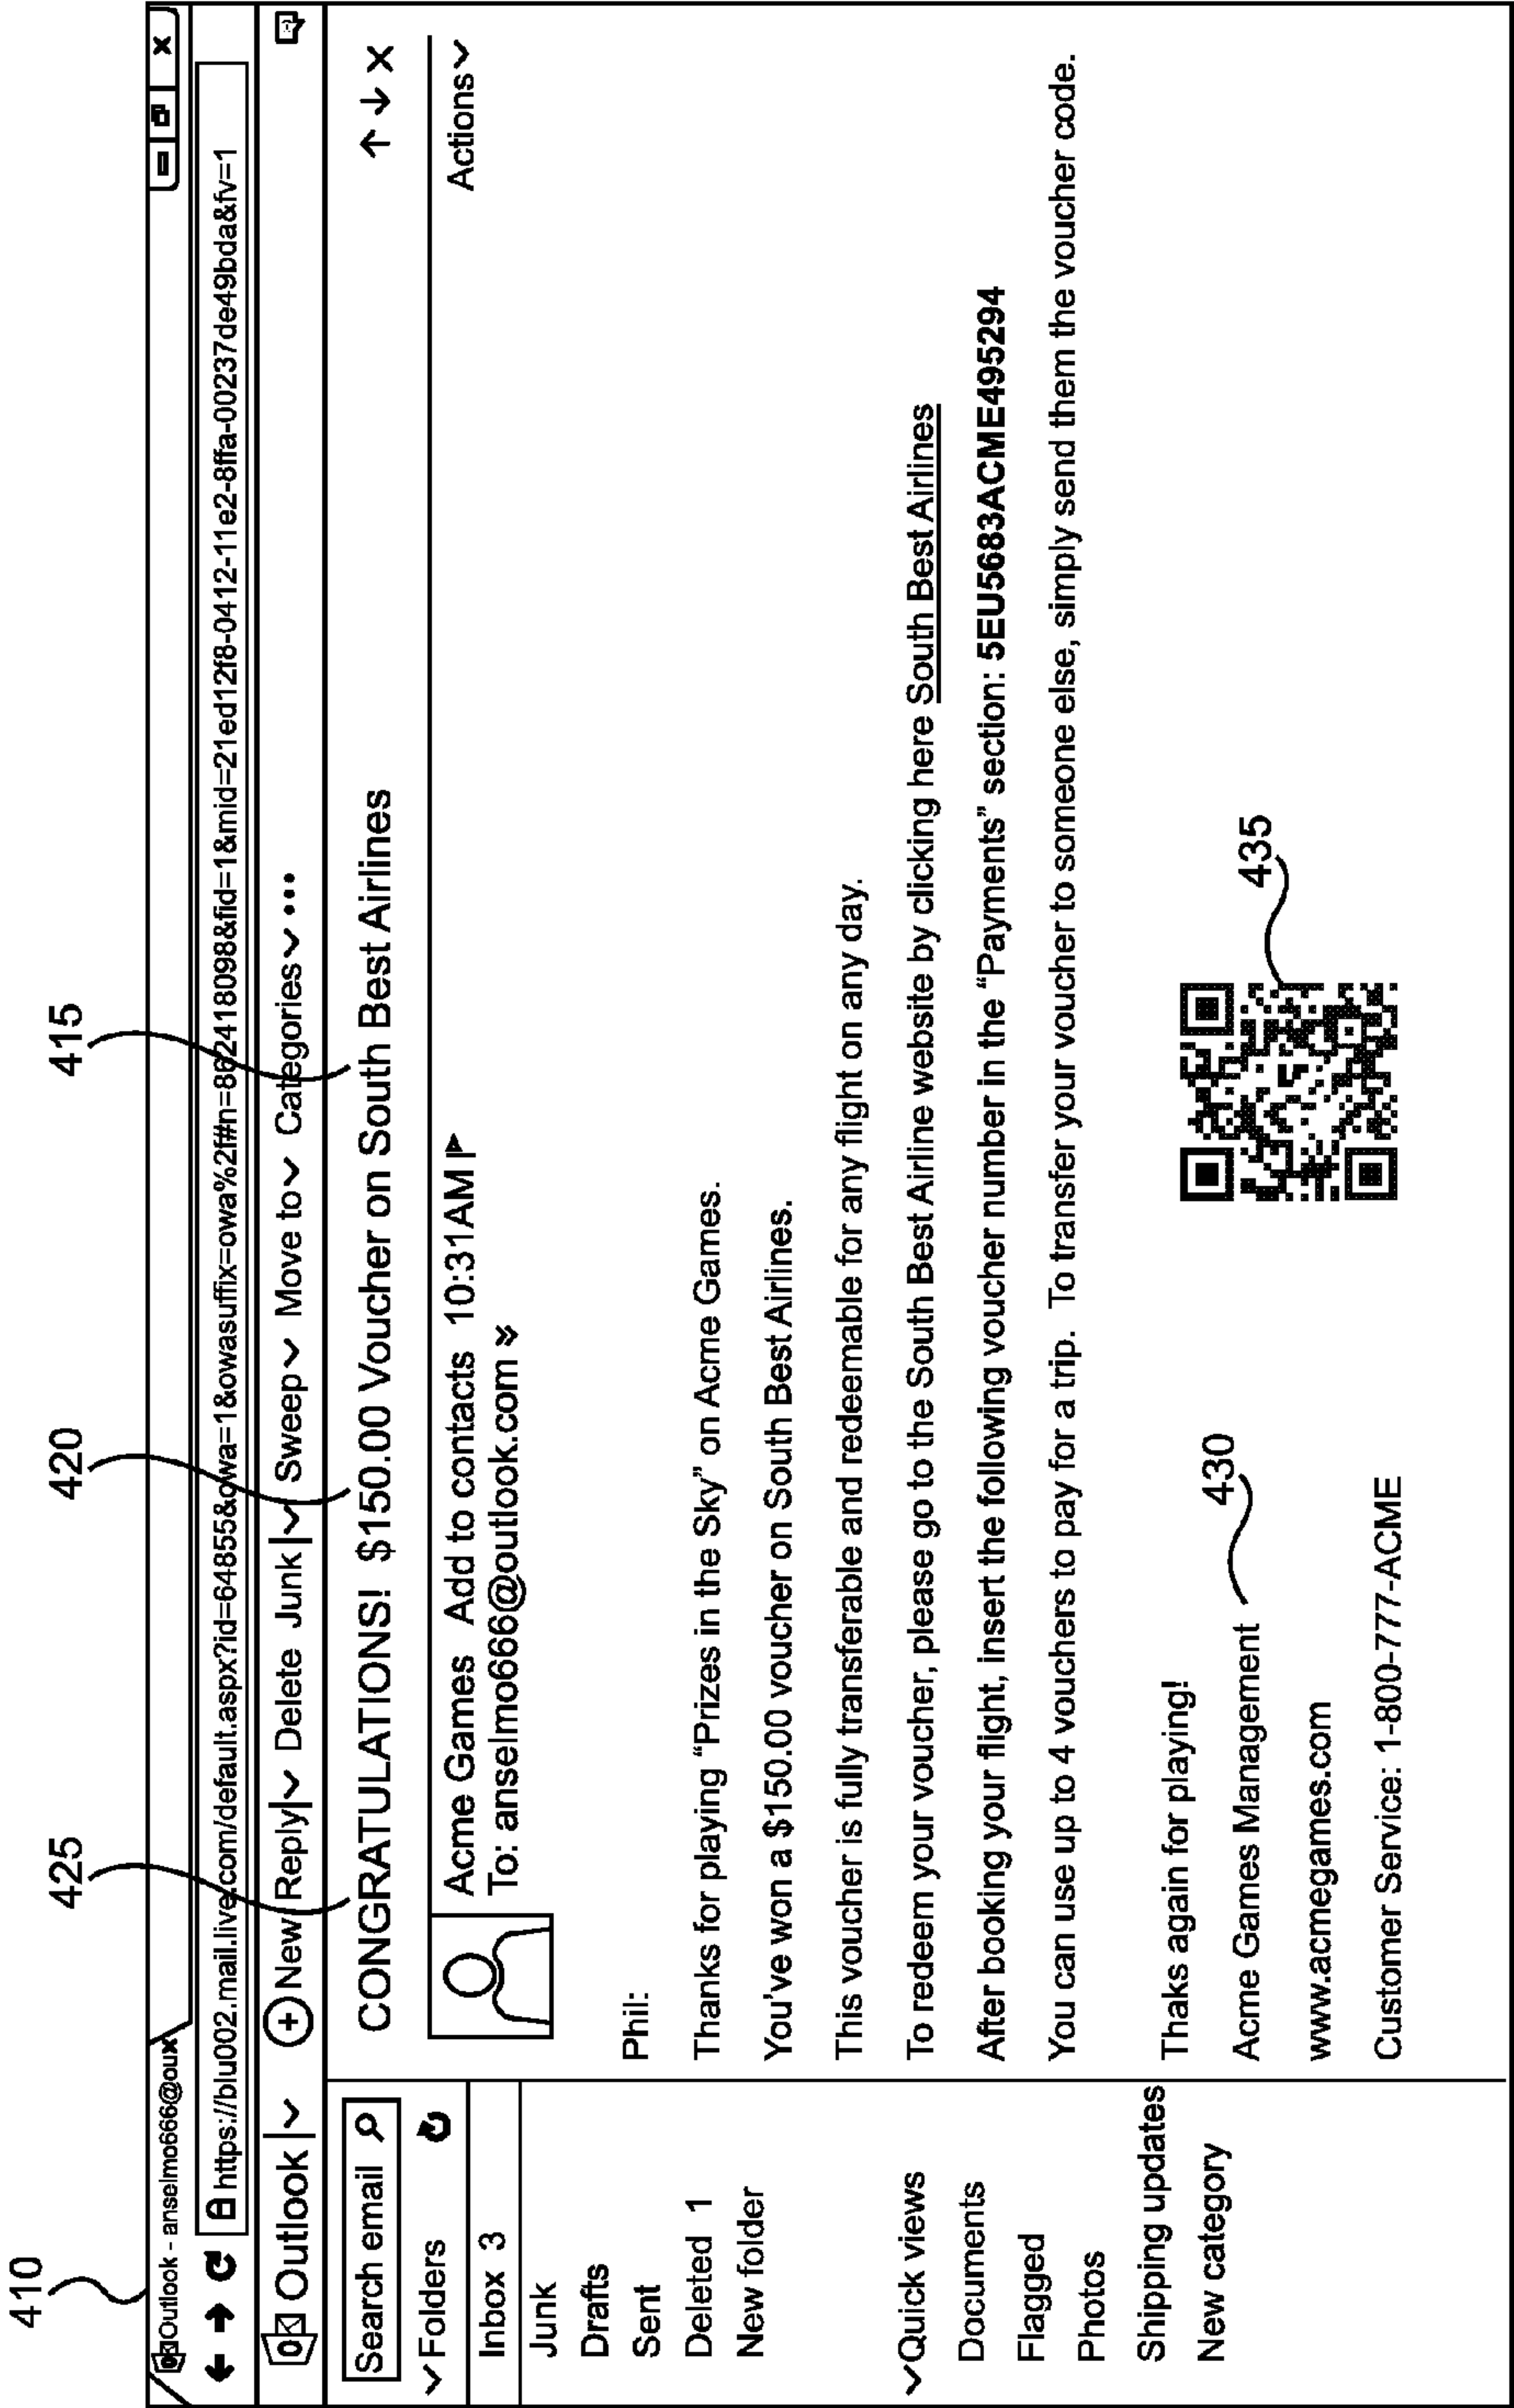 410
425
420
415
Outlook - anselmo666@oux
https://blu002.mail.live.com/default.aspx?id=64855&owa=1&owasuffix=owa%2f#n=862418098&fid=1&mid=21ed12f8-0412-11e2-8ffa-00237de49bda&fv=1
Outlook New Reply Delete Junk Sweep Move to Categories •••
Search email
Folders
Inbox 3
Junk
Drafts
Sent
Deleted 1
New folder
Quick views
Documents
Flagged
Photos
Shipping updates
New category
CONGRATULATIONS! $150.00 Voucher on South Best Airlines
Acme Games Add to contacts 10:31AM
Actions
To: anselmo666@outlook.com
Phil:
Thanks for playing “Prizes in the Sky” on Acme Games.
You’ve won a $150.00 voucher on South Best Airlines.
This voucher is fully transferable and redeemable for any flight on any day.
To redeem your voucher, please go to the South Best Airline website by clicking here South Best Airlines
After booking your flight, insert the following voucher number in the “Payments” section: 5EU5683ACME495294
You can use up to 4 vouchers to pay for a trip. To transfer your voucher to someone else, simply send them the voucher code.
Thaks again for playing!
430
435
Acme Games Management
www.acmegames.com
Customer Service: 1-800-777-ACME